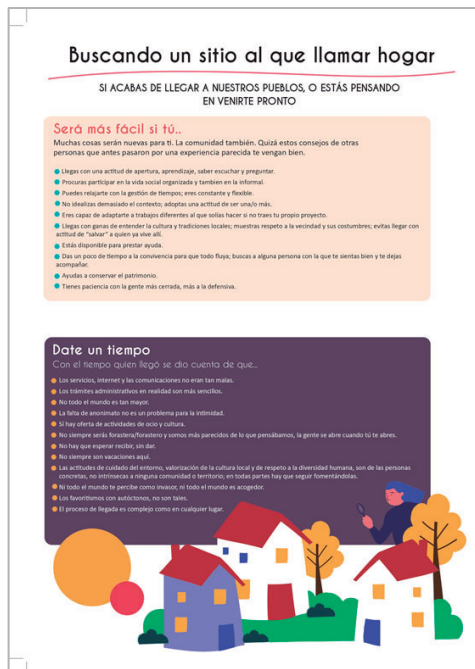 Buscando un sitio al que llamar hogar
SI ACABAS DE LLEGAR A NUESTROS PUEBLOS, O ESTÁS PENSANDO
EN VENIRTE PRONTO
Será más fácil si tú..
Muchas cosas serán nuevas para ti. La comunidad también. Quizá estos consejos de otras
personas que antes pasaron por una experiencia parecida te vengan bien.
Llegas con una actitud de apertura, aprendizaje, saber escuchar y preguntar.
Procuras participar en la vida social organizada y tambien en la informal.
Puedes relajarte con la gestión de tiempos; eres constante y flexible.
No idealizas demasiado el contexto; adoptas una actitud de ser una/o más.
Eres capaz de adaptarte a trabajos diferentes al que solías hacer si no traes tu propio proyecto.
Llegas con ganas de entender la cultura y tradiciones locales; muestras respeto a la vecindad y sus costumbres; evitas llegar con
actitud de "salvar" a quien ya vive allí.
Estás disponible para prestar ayuda.
Das un poco de tiempo a la convivencia para que todo fluya; buscas a alguna persona con la que te sientas bien y te dejas
acompañar.
Ayudas a conservar el patrimonio.
Tienes paciencia con la gente más cerrada, más a la defensiva.
Date un tiempo
Con el tiempo quien llegó se dio cuenta de que...
Los servicios, internet y las comunicaciones no eran tan malas.
Los trámites administrativos en realidad son más sencillos.
No todo el mundo es tan mayor.
La falta de anonimato no es un problema para la intimidad.
Sí hay oferta de actividades de ocio y cultura.
No siempre serás forastera/forastero y somos más parecidos de lo que pensábamos, la gente se abre cuando tú te abres.
No hay que esperar recibir, sin dar.
No siempre son vacaciones aquí.
Las actitudes de cuidado del entorno, valorización de la cultura local y de respeto a la diversidad humana, son de las personas
concretas, no intrínsecas a ninguna comunidad o territorio; en todas partes hay que seguir fomentándolas.
Ni todo el mundo te percibe como invasor, ni todo el mundo es acogedor.
Los favoritismos con autóctonos, no son tales.
El proceso de llegada es complejo como en cualquier lugar.